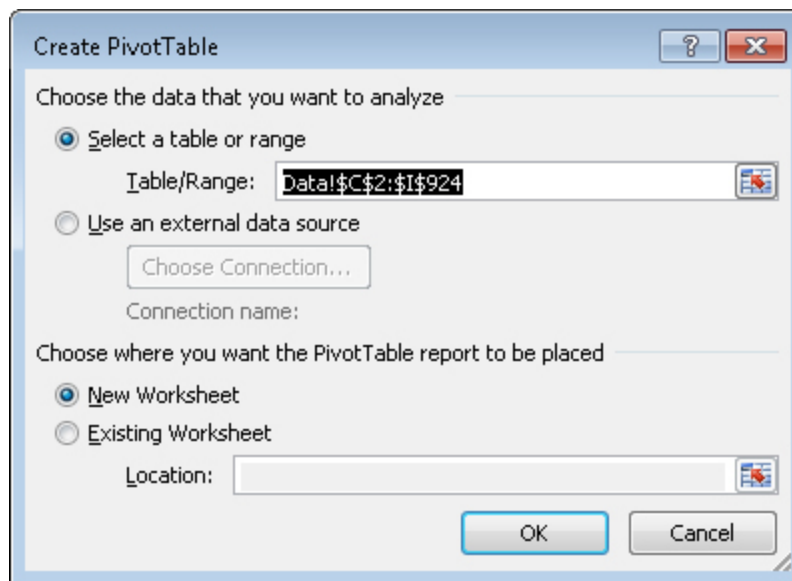 Create PivotTable
?
Choose the data that you want to analyze
Select a table or range
Table/Range: Data!$C$2:$I$924
Use an external data source
Choose Connection...
Connection name:
Choose where you want the PivotTable report to be placed
New Worksheet
Existing Worksheet
Location:
OK Cancel